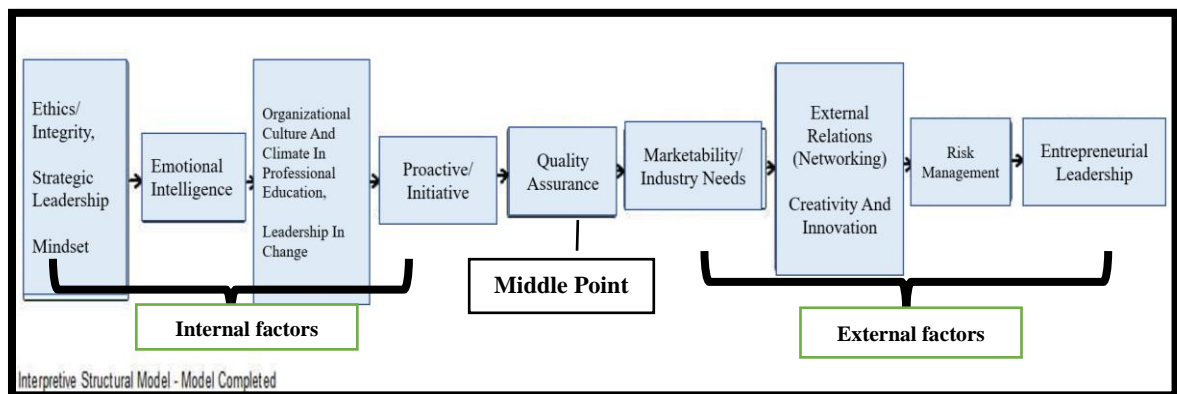 Ethics/
Integrity,
Strategic
Leadership
Mindset
Emotional
Intelligence
Organizational
Culture And
Climate In
Professional
Education,
Leadership In
Change
Proactive/
Initiative
Quality
Assurance
Marketability/
Industry Needs
External
Relations
(Networking)
Creativity And
Innovation
Risk
Management
Entrepreneurial
Leadership
Middle Point
Internal factors
External factors
Interpretive Structural Model - Model Completed